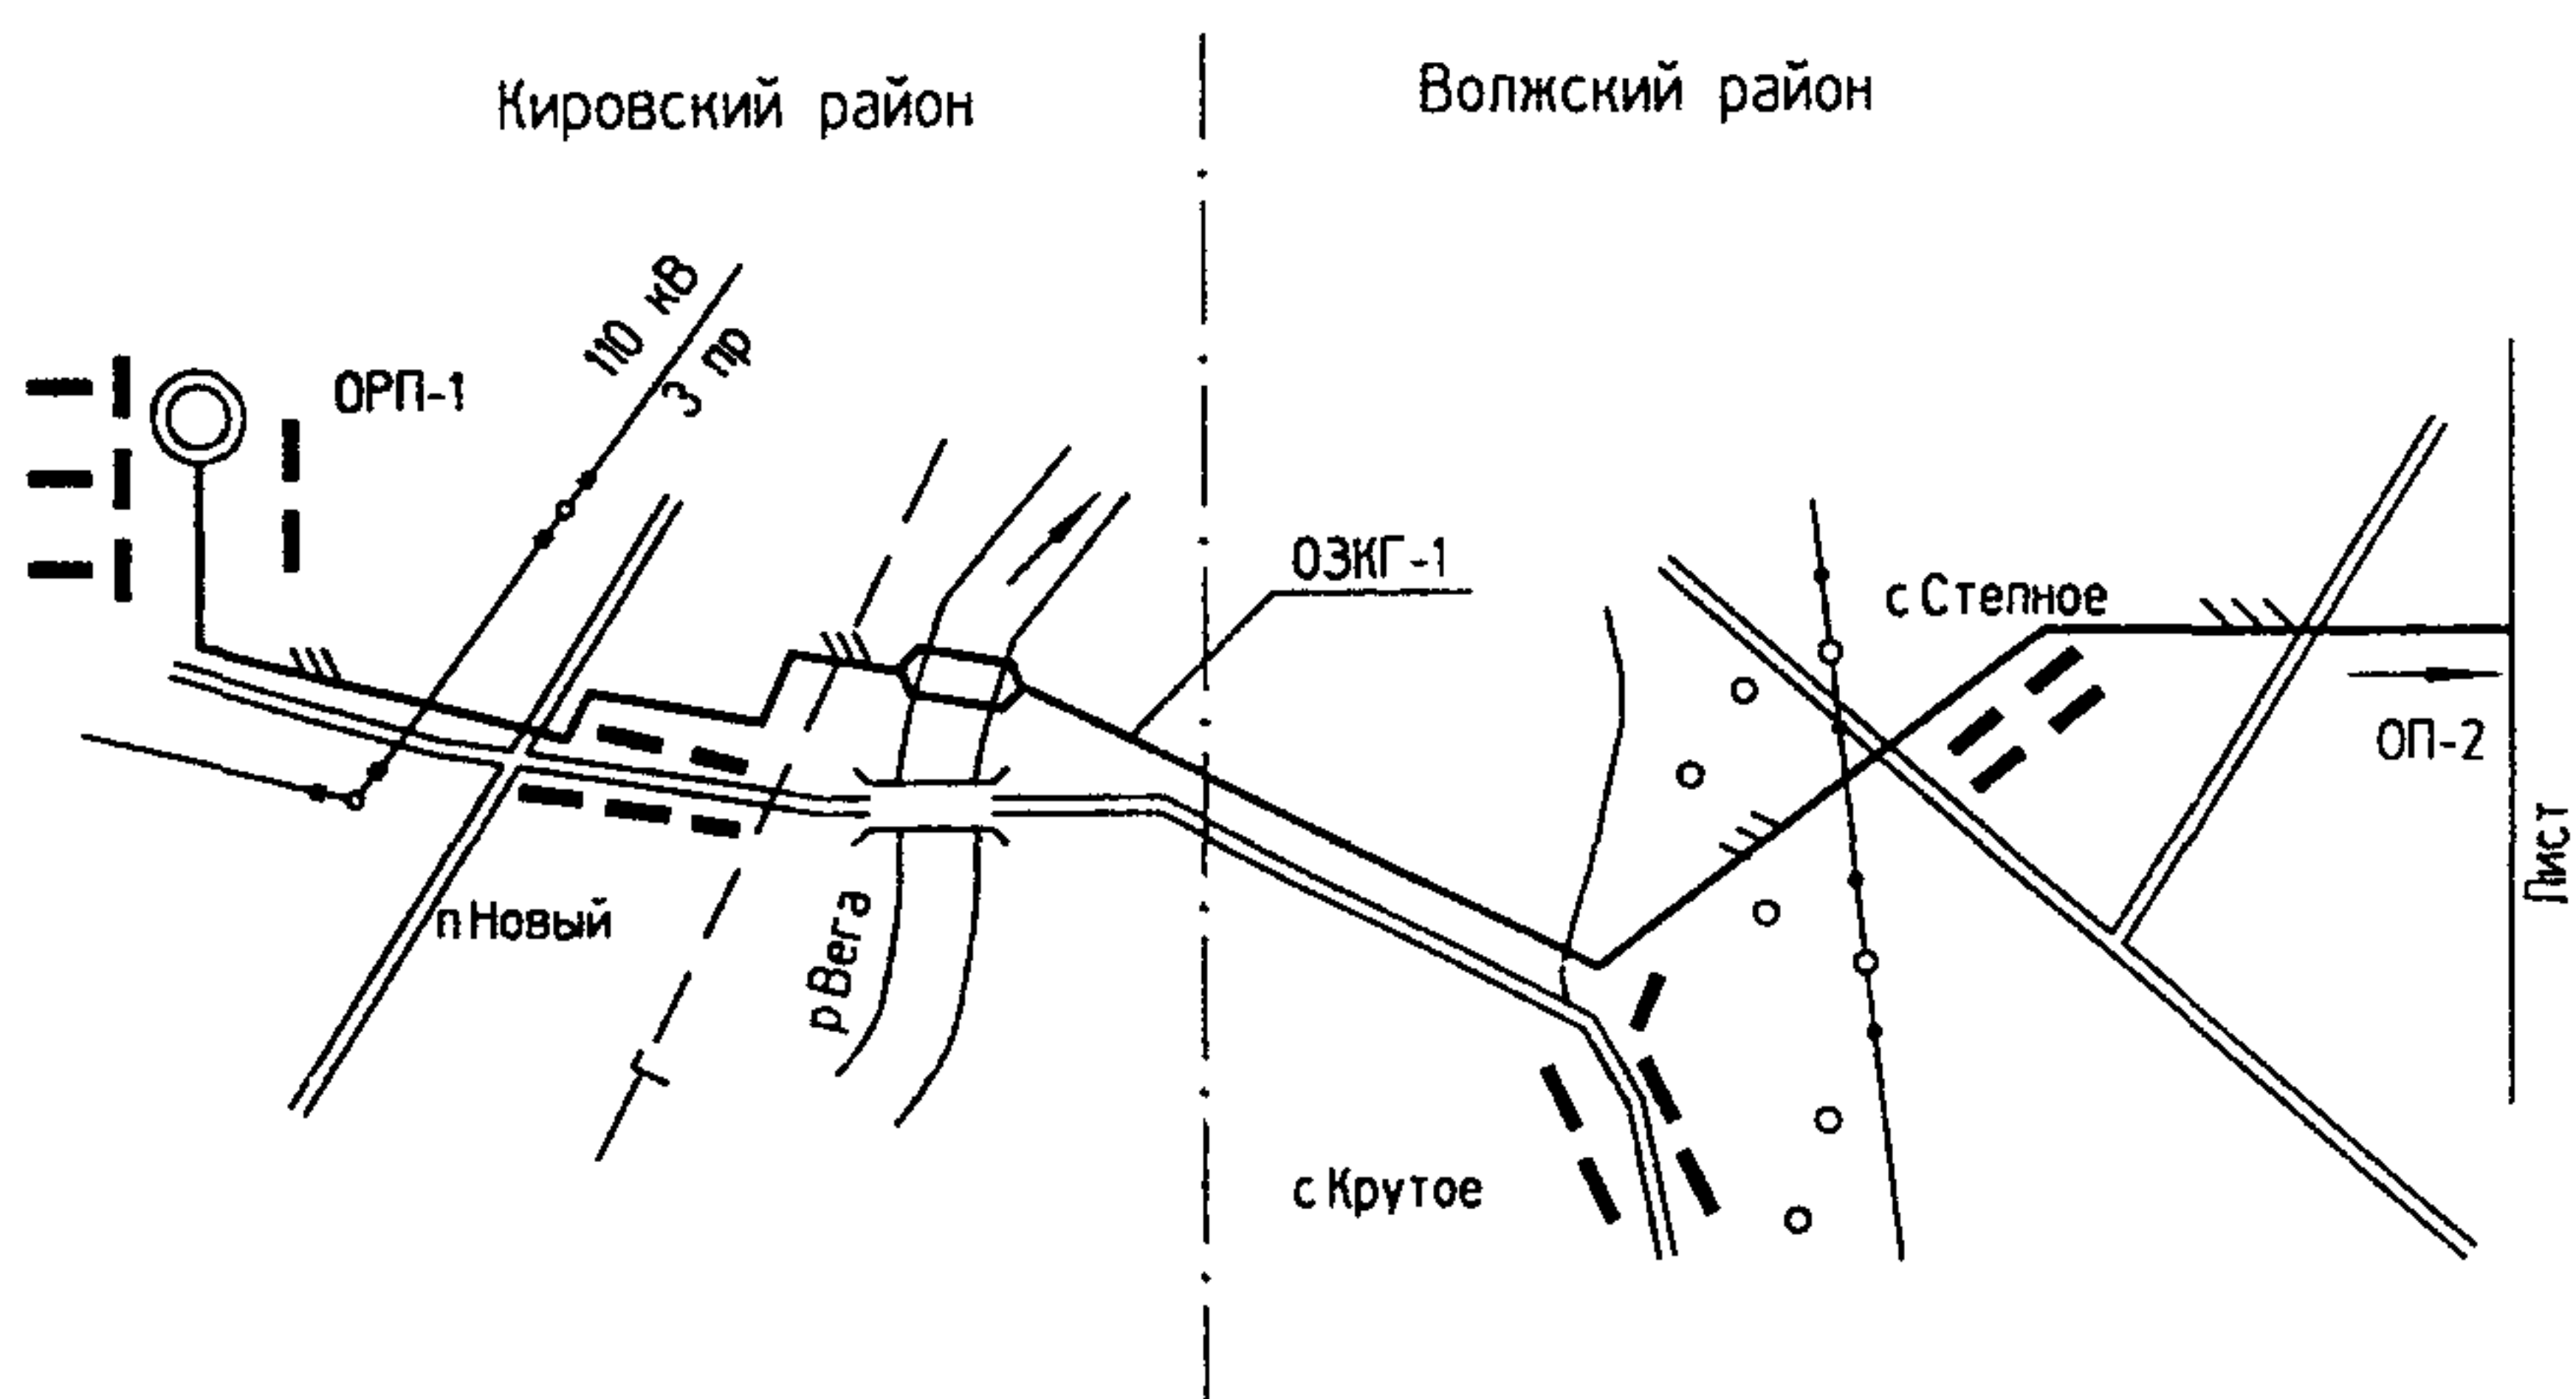 Кировский район
Волжский район
110 кВ
3 пр
ОРП-1
ОЗКГ-1
с Степное
ОП-2
Лист
п Новый
р Вега
с Крутое